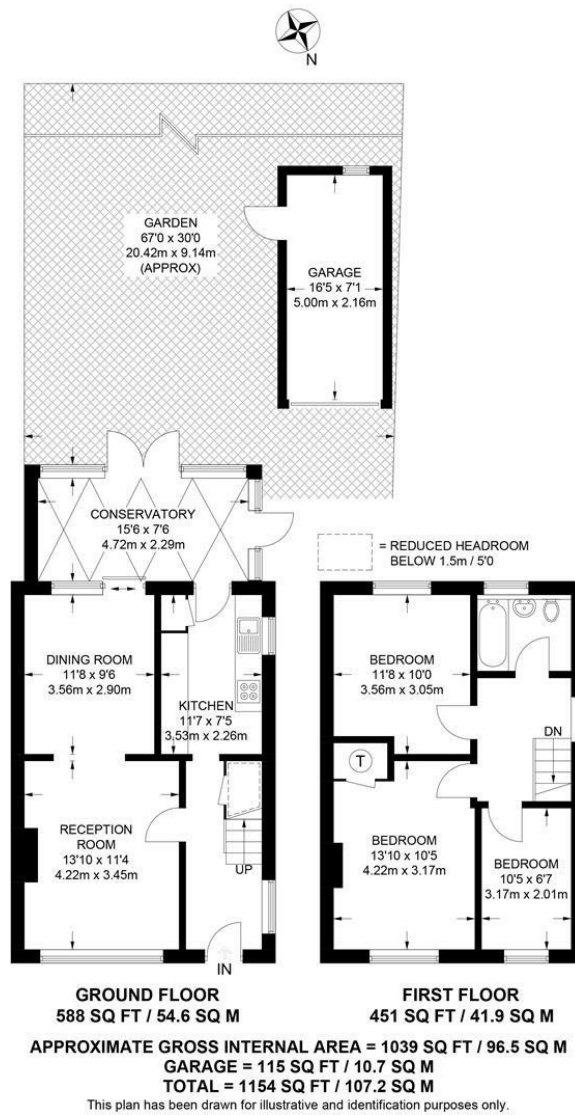 N
GARDEN
67'0 x 30'0
20.42m x 9.14m
(APPROX)
GARAGE
16'5 x 7'1
5.00m x 2.16m
CONSERVATORY
15'6 x 7'6
4.72m x 2.29m
= REDUCED HEADROOM
BELOW 1.5m / 5'0
DINING ROOM
11'8 x 9'6
3.56m x 2.90m
KITCHEN
11'7 x 7'5
3.53m x 2.26m
RECEPTION
ROOM
13'10 x 11'4
4.22m x 3.45m
UP
IN
BEDROOM
11'8 x 10'0
3.56m x 3.05m
DN
T
BEDROOM
13'10 x 10'5
4.22m x 3.17m
BEDROOM
10'5 x 6'7
3.17m x 2.01m
GROUND FLOOR
588 SQ FT / 54.6 SQ M
FIRST FLOOR
451 SQ FT / 41.9 SQ M
APPROXIMATE GROSS INTERNAL AREA = 1039 SQ FT / 96.5 SQ M
GARAGE = 115 SQ FT / 10.7 SQ M
TOTAL = 1154 SQ FT / 107.2 SQ M
This plan has been drawn for illustrative and identification purposes only.